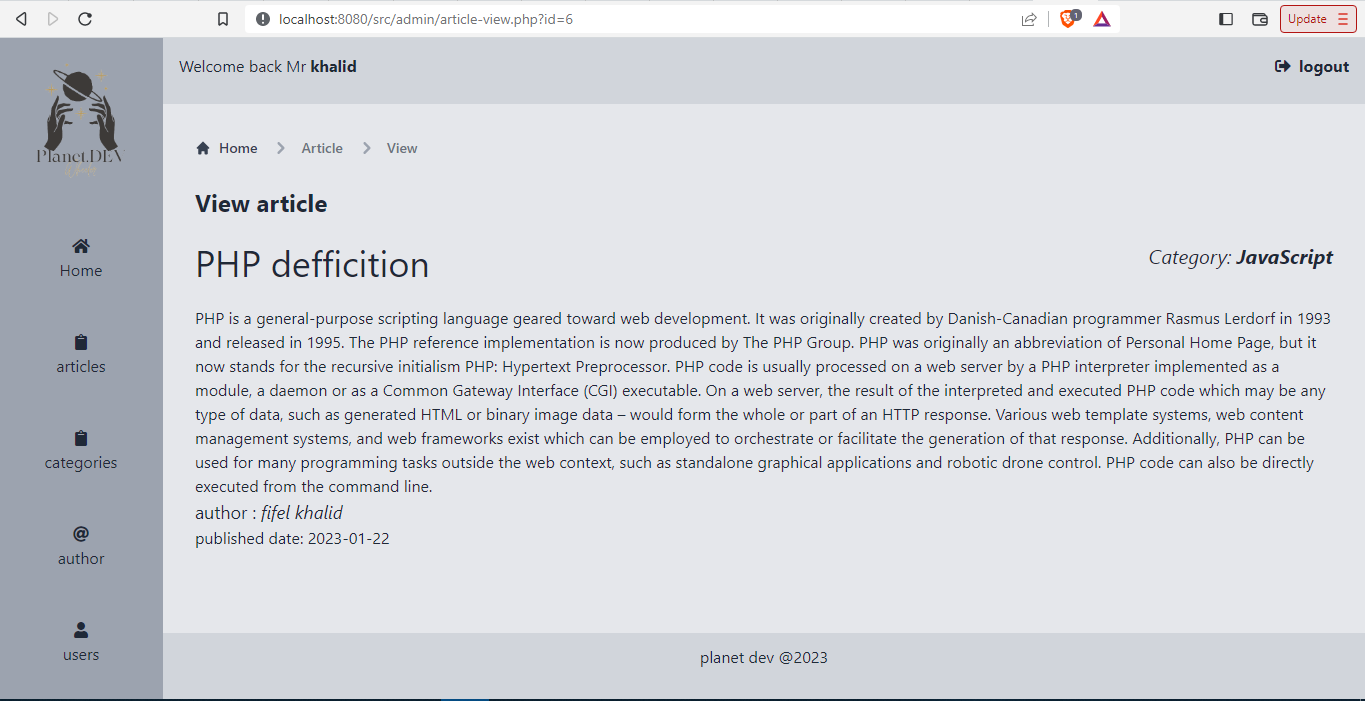 localhost:8080/src/admin/article-view.php?id=6
1
Update
Planet.DEV
Welcome back Mr khalid
logout
Home
articles
categories
@
author
users
Home
Article
View
View article
PHP defficition
Category: JavaScript
PHP is a general-purpose scripting language geared toward web development. It was originally created by Danish-Canadian programmer Rasmus Lerdorf in 1993
and released in 1995. The PHP reference implementation is now produced by The PHP Group. PHP was originally an abbreviation of Personal Home Page, but it
now stands for the recursive initialism PHP: Hypertext Preprocessor. PHP code is usually processed on a web server by a PHP interpreter implemented as a
module, a daemon or as a Common Gateway Interface (CGI) executable. On a web server, the result of the interpreted and executed PHP code which may be any
type of data, such as generated HTML or binary image data – would form the whole or part of an HTTP response. Various web template systems, web content
management systems, and web frameworks exist which can be employed to orchestrate or facilitate the generation of that response. Additionally, PHP can be
used for many programming tasks outside the web context, such as standalone graphical applications and robotic drone control. PHP code can also be directly
executed from the command line.
author : fifel khalid
published date: 2023-01-22
planet dev @2023